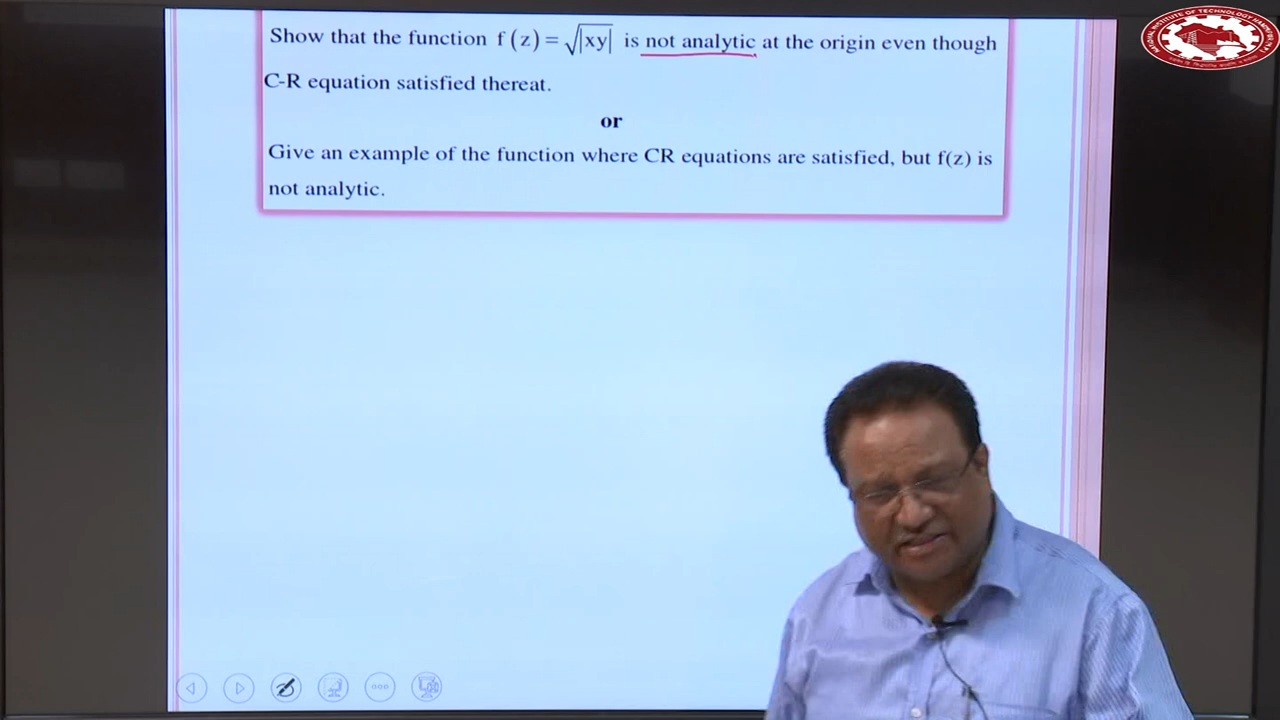 Show that the function f (z) = √|xy| is not analytic at the origin even though
C-R equation satisfied thereat.
or
Give an example of the function where CR equations are satisfied, but f(z) is
not analytic.